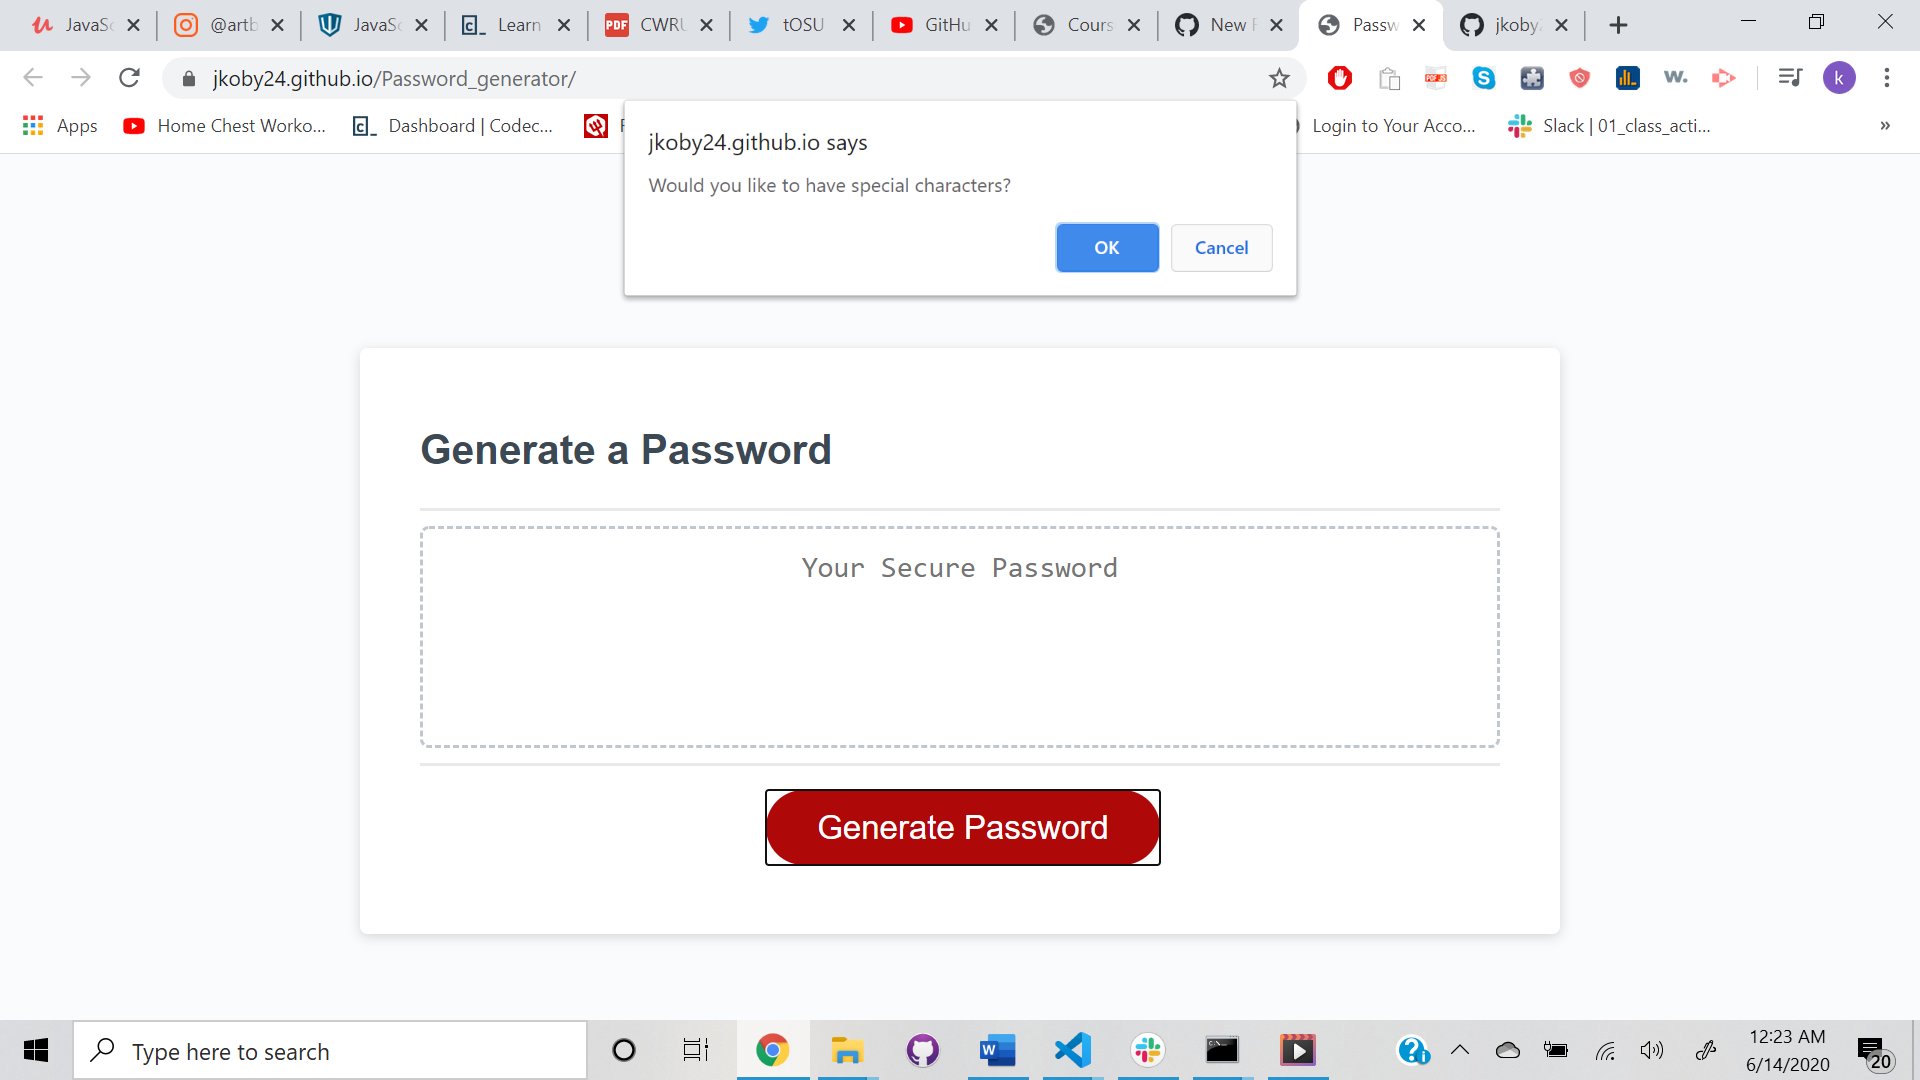 JavaSc
@artb
JavaSc
Learn
CWRU
tOSU
GitHu
Cours
New
Passw
jkoby
jkoby24.github.io/Password_generator/
k
Apps
Home Chest Worko...
Dashboard | Codec...
Login to Your Acco...
Slack | 01_class_acti...
»
jkoby24.github.io says
Would you like to have special characters?
OK
Cancel
Generate a Password
Your Secure Password
Generate Password
Type here to search
12:23 AM
6/14/2020
20